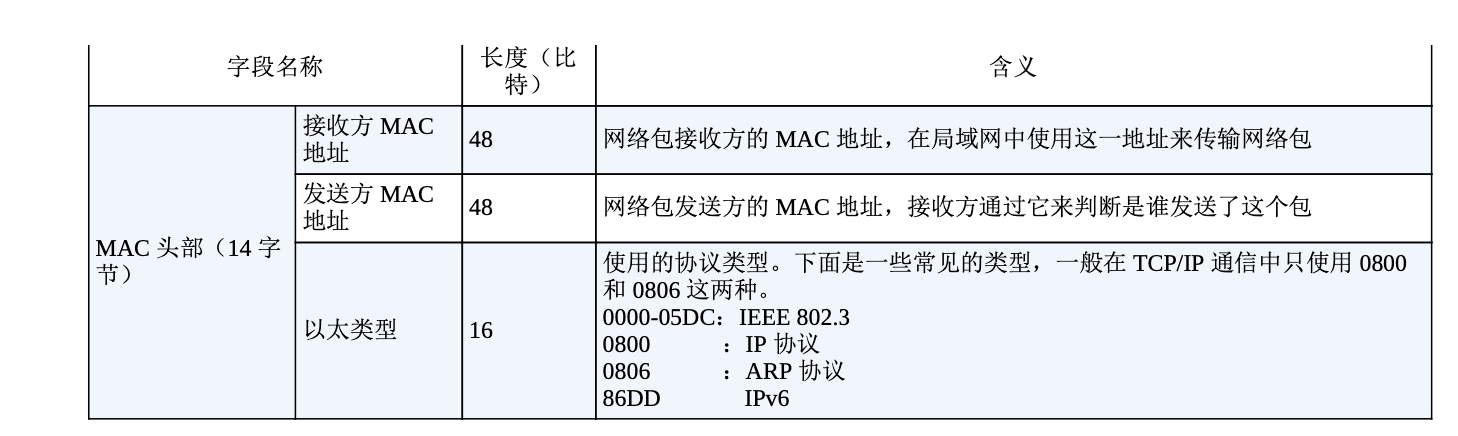 字段名称
长度（比
特）
含义
MAC 头部（14 字
节）
接收方 MAC
地址
48
网络包接收方的 MAC 地址，在局域网中使用这一地址来传输网络包
发送方 MAC
地址
48
网络包发送方的 MAC 地址，接收方通过它来判断是谁发送了这个包
以太类型
16
使用的协议类型。下面是一些常见的类型，一般在 TCP/IP 通信中只使用 0800
和 0806 这两种。
0000-05DC：IEEE 802.3
0800 ：IP 协议
0806 ：ARP 协议
86DD IPv6